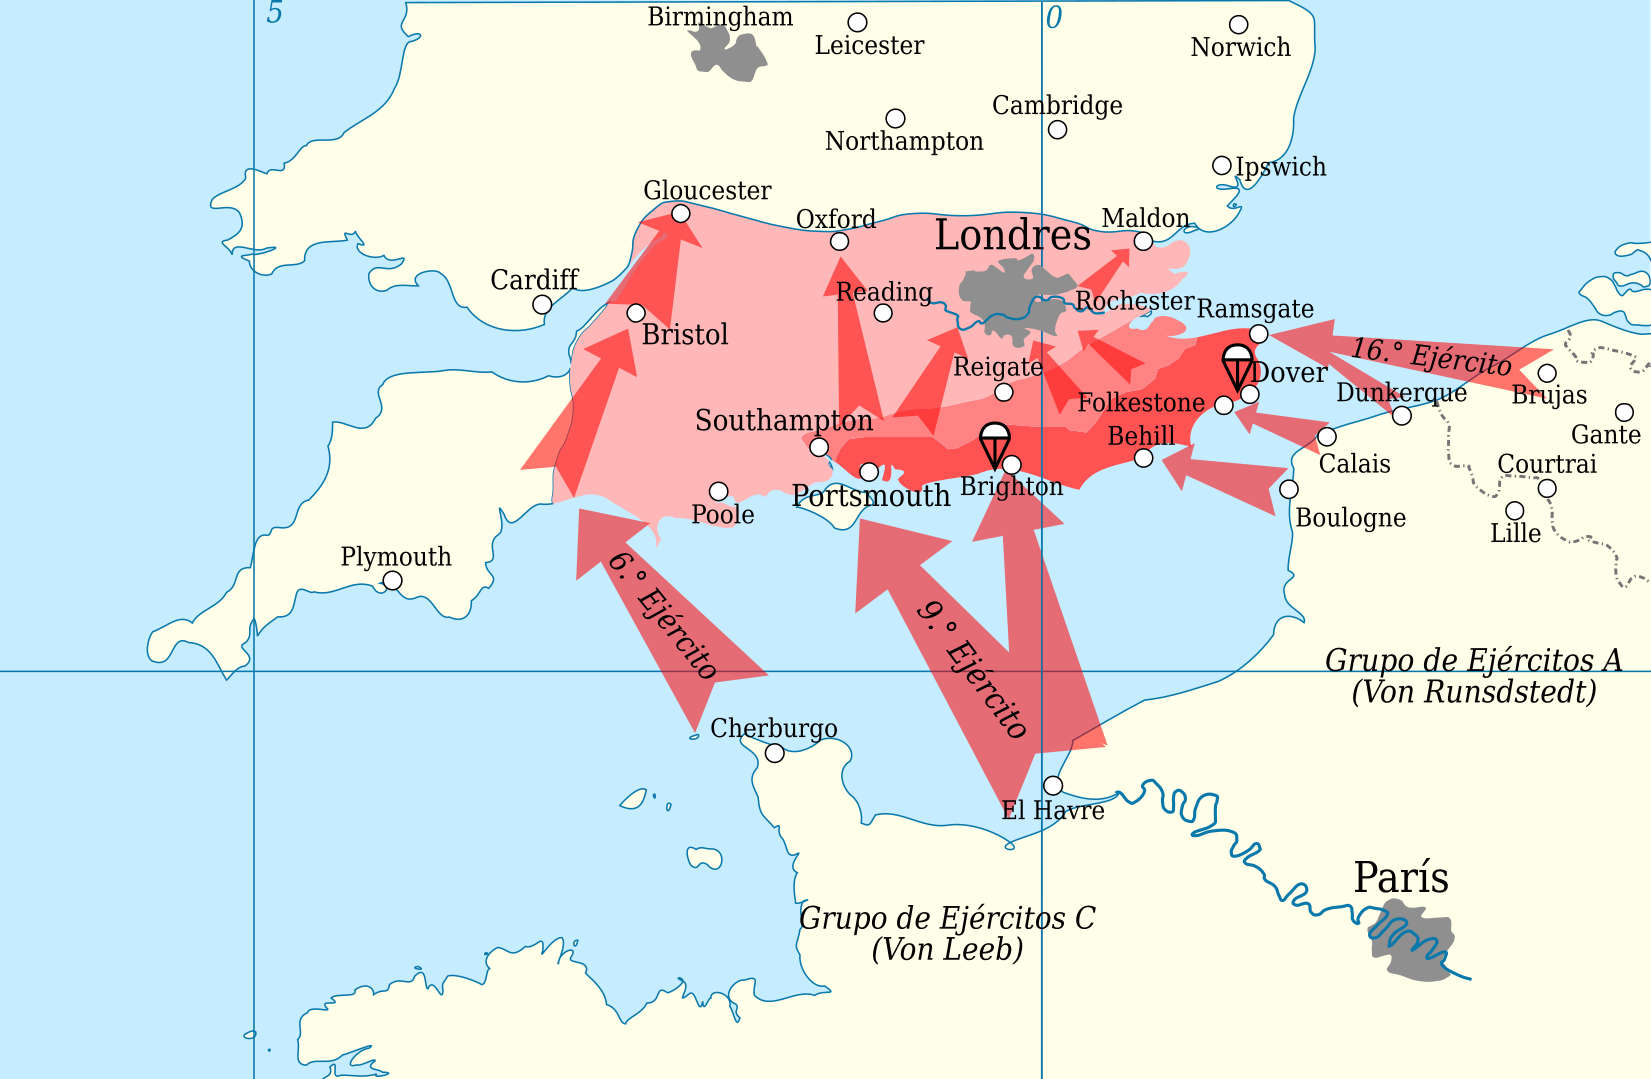 5
Birmingham
0
Leicester
Norwich
Cambridge
Northampton
Ipswich
Gloucester
Oxford
Maldon
Londres
Cardiff
Reading
Rochester
Ramsgate
Bristol
16.° Ejército
Reigate
Dover
Dunkerque
Brujas
Folkestone
Southampton
Behill
Gante
Calais
Courtrai
Brighton
Portsmouth
Poole
Boulogne
Lille
Plymouth
6.° Ejército
9.° Ejército
Grupo de Ejércitos A
(Von Runsdstedt)
Cherburgo
El Havre
París
Grupo de Ejércitos C
(Von Leeb)